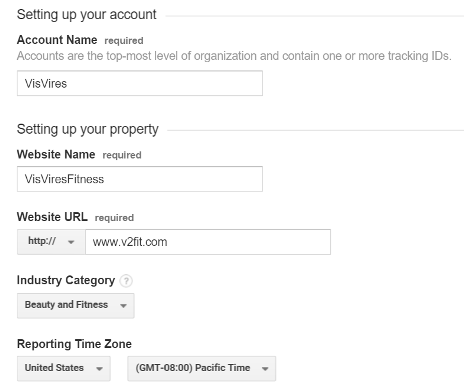 Setting up your account
Account Name required
Accounts are the top-most level of organization and contain one or more tracking IDs.
VisVires
Setting up your property
Website Name required
VisViresFitness
Website URL required
http:// www.v2fit.com
Industry Category ?
Beauty and Fitness
Reporting Time Zone
United States (GMT-08:00) Pacific Time